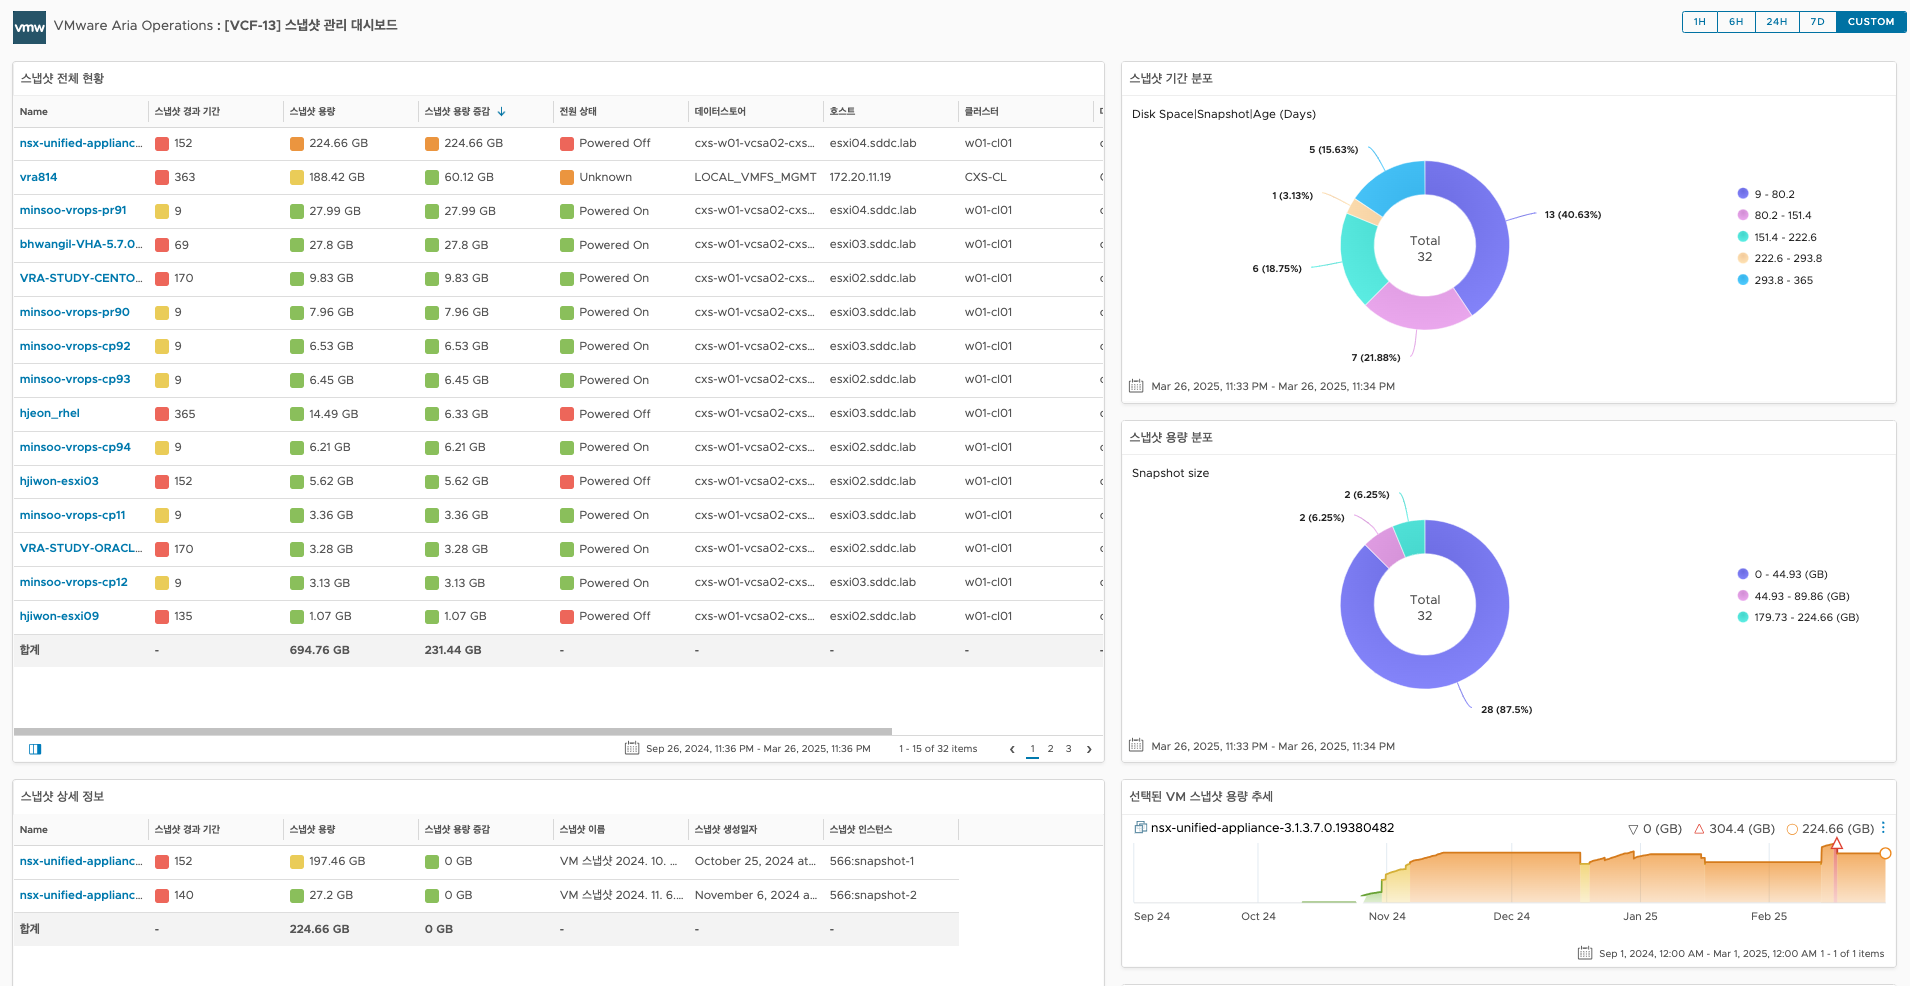 vmw VMware Aria Operations : [VCF-13] 스냅샷 관리 대시보드
1H 6H 24H 7D CUSTOM
스냅샷 전체 현황
Name 스냅샷 경과 기간 스냅샷 용량 스냅샷 용량 증감 전원 상태 데이터스토어 호스트 클러스터
nsx-unified-applianc... 152 224.66 GB 224.66 GB Powered Off cxs-w01-vcsa02-cxs... esxi04.sddc.lab w01-cl01
vra814 363 188.42 GB 60.12 GB Unknown LOCAL_VMFS_MGMT 172.20.11.19 CXS-CL
minsoo-vrops-pr91 9 27.99 GB 27.99 GB Powered On cxs-w01-vcsa02-cxs... esxi04.sddc.lab w01-cl01
bhwangil-VHA-5.7.0... 69 27.8 GB 27.8 GB Powered On cxs-w01-vcsa02-cxs... esxi03.sddc.lab w01-cl01
VRA-STUDY-CENTO... 170 9.83 GB 9.83 GB Powered On cxs-w01-vcsa02-cxs... esxi02.sddc.lab w01-cl01
minsoo-vrops-pr90 9 7.96 GB 7.96 GB Powered On cxs-w01-vcsa02-cxs... esxi03.sddc.lab w01-cl01
minsoo-vrops-cp92 9 6.53 GB 6.53 GB Powered On cxs-w01-vcsa02-cxs... esxi03.sddc.lab w01-cl01
minsoo-vrops-cp93 9 6.45 GB 6.45 GB Powered On cxs-w01-vcsa02-cxs... esxi02.sddc.lab w01-cl01
hjeon_rhel 365 14.49 GB 6.33 GB Powered Off cxs-w01-vcsa02-cxs... esxi03.sddc.lab w01-cl01
minsoo-vrops-cp94 9 6.21 GB 6.21 GB Powered On cxs-w01-vcsa02-cxs... esxi02.sddc.lab w01-cl01
hjiwon-esxi03 152 5.62 GB 5.62 GB Powered Off cxs-w01-vcsa02-cxs... esxi02.sddc.lab w01-cl01
minsoo-vrops-cp11 9 3.36 GB 3.36 GB Powered On cxs-w01-vcsa02-cxs... esxi02.sddc.lab w01-cl01
VRA-STUDY-ORACL... 170 3.28 GB 3.28 GB Powered On cxs-w01-vcsa02-cxs... esxi02.sddc.lab w01-cl01
minsoo-vrops-cp12 9 3.13 GB 3.13 GB Powered On cxs-w01-vcsa02-cxs... esxi03.sddc.lab w01-cl01
hjiwon-esxi09 135 1.07 GB 1.07 GB Powered Off cxs-w01-vcsa02-cxs... esxi02.sddc.lab w01-cl01
합계 - 694.76 GB 231.44 GB - - - -
Sep 26, 2024, 11:36 PM - Mar 26, 2025, 11:36 PM 1 - 15 of 32 items ‹ 1 2 3 ›
스냅샷 기간 분포
Disk Space|Snapshot|Age (Days)
5 (15.63%)
1 (3.13%)
13 (40.63%)
6 (18.75%)
7 (21.88%)
Total
32
9 - 80.2
80.2 - 151.4
151.4 - 222.6
222.6 - 293.8
293.8 - 365
Mar 26, 2025, 11:33 PM - Mar 26, 2025, 11:34 PM
스냅샷 용량 분포
Snapshot size
2 (6.25%)
2 (6.25%)
Total
32
28 (87.5%)
0 - 44.93 (GB)
44.93 - 89.86 (GB)
179.73 - 224.66 (GB)
Mar 26, 2025, 11:33 PM - Mar 26, 2025, 11:34 PM
스냅샷 상세 정보
Name 스냅샷 경과 기간 스냅샷 용량 스냅샷 용량 증감 스냅샷 이름 스냅샷 생성일자 스냅샷 인스턴스
nsx-unified-applianc... 152 197.46 GB 0 GB VM 스냅샷 2024. 10. ... October 25, 2024 at... 566:snapshot-1
nsx-unified-applianc... 140 27.2 GB 0 GB VM 스냅샷 2024. 11. 6.... November 6, 2024 a... 566:snapshot-2
합계 - 224.66 GB 0 GB - - -
선택된 VM 스냅샷 용량 추세
nsx-unified-appliance-3.1.3.7.0.19380482 0 (GB) 304.4 (GB) 224.66 (GB)
Sep 24 Oct 24 Nov 24 Dec 24 Jan 25 Feb 25
Sep 1, 2024, 12:00 AM - Mar 1, 2025, 12:00 AM 1 - 1 of 1 items